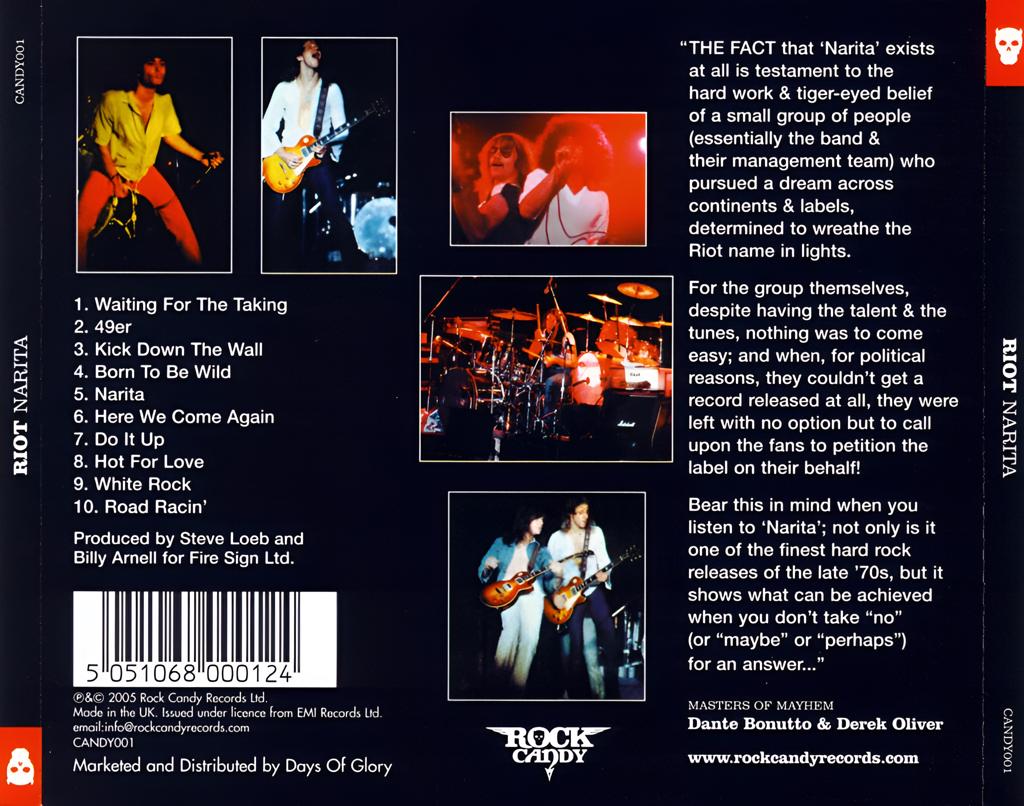 CANDY001
RIOT NARITA
1. Waiting For The Taking
2. 49er
3. Kick Down The Wall
4. Born To Be Wild
5. Narita
6. Here We Come Again
7. Do It Up
8. Hot For Love
9. White Rock
10. Road Racin'
Produced by Steve Loeb and
Billy Arnell for Fire Sign Ltd.
5 051068 000124
℗&© 2005 Rock Candy Records Ltd.
Made in the UK. Issued under licence from EMI Records Ltd.
email:info@rockcandyrecords.com
CANDY001
Marketed and Distributed by Days Of Glory
ROCK
CANDY
“THE FACT that ‘Narita’ exists
at all is testament to the
hard work & tiger-eyed belief
of a small group of people
(essentially the band &
their management team) who
pursued a dream across
continents & labels,
determined to wreathe the
Riot name in lights.
For the group themselves,
despite having the talent & the
tunes, nothing was to come
easy; and when, for political
reasons, they couldn’t get a
record released at all, they were
left with no option but to call
upon the fans to petition the
label on their behalf!
Bear this in mind when you
listen to ‘Narita’; not only is it
one of the finest hard rock
releases of the late ’70s, but it
shows what can be achieved
when you don’t take “no”
(or “maybe” or “perhaps”)
for an answer...”
MASTERS OF MAYHEM
Dante Bonutto & Derek Oliver
www.rockcandyrecords.com
RIOT NARITA
CANDY001